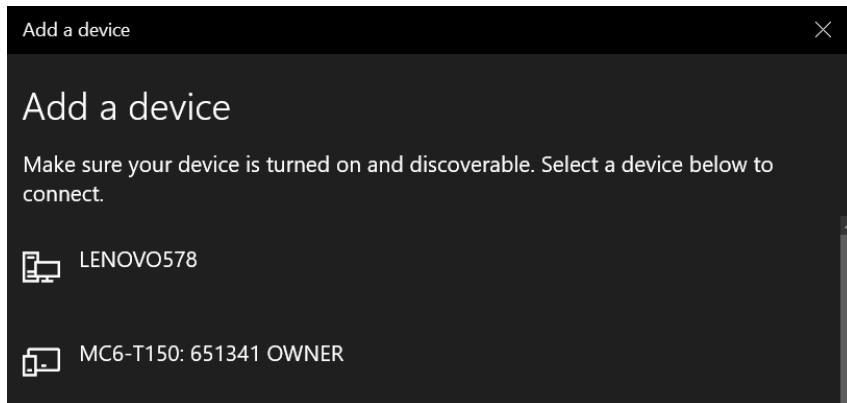 Add a device
Add a device
Make sure your device is turned on and discoverable. Select a device below to
connect.
LENOVO578
MC6-T150: 651341 OWNER